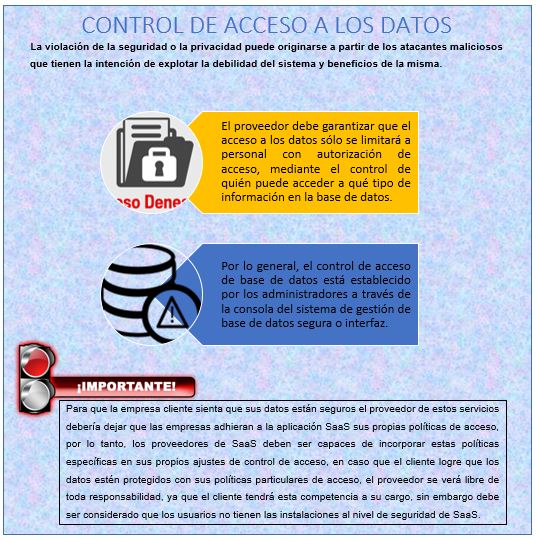 CONTROL DE ACCESO A LOS DATOS
La violación de la seguridad o la privacidad puede originarse a partir de los atacantes maliciosos
que tienen la intención de explotar la debilidad del sistema y beneficios de la misma.
El proveedor debe garantizar que el
acceso a los datos sólo se limitará a
personal con autorización de
acceso, mediante el control de
quién puede acceder a qué tipo de
información en la base de datos.
eso Dene
Por lo general, el control de acceso
de base de datos está establecido
por los administradores a través de
la consola del sistema de gestión de
base de datos segura o interfaz.
¡IMPORTANTE!
Para que la empresa cliente sienta que sus datos están seguros el proveedor de estos servicios
debería dejar que las empresas adhieran a la aplicación SaaS sus propias políticas de acceso,
por lo tanto, los proveedores de SaaS deben ser capaces de incorporar estas políticas
específicas en sus propios ajustes de control de acceso, en caso que el cliente logre que los
datos estén protegidos con sus políticas particulares de acceso, el proveedor se verá libre de
toda responsabilidad, ya que el cliente tendrá esta competencia a su cargo, sin embargo debe
ser considerado que los usuarios no tienen las instalaciones al nivel de seguridad de SaaS.